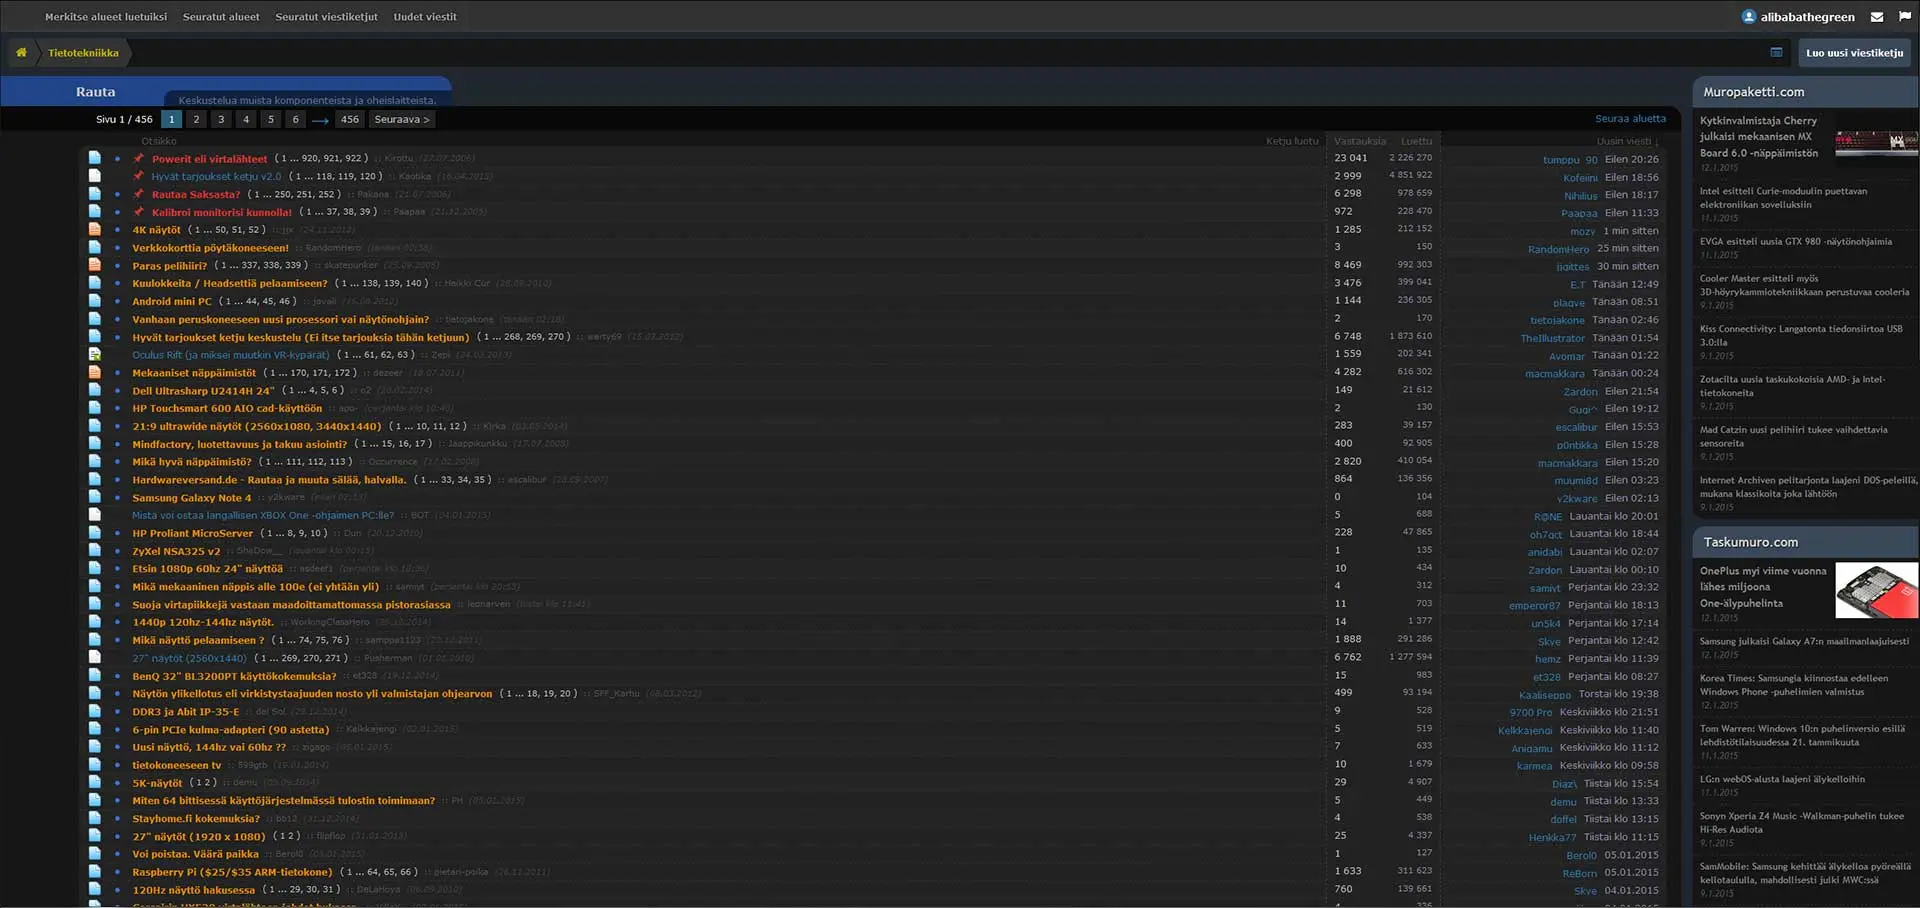 Merkitse alueet luetuiksi Seuratut alueet Seuratut viestiketjut Uudet viestit alibabathegreen
Tietotekniikka Luo uusi viestiketju
Rauta Keskustelua muista komponenteista ja oheislaitteista.
Sivu 1 / 456 1 2 3 4 5 6 → 456 Seuraava > Seuraa aluetta
Otsikko Ketju luotu Vastauksia Luettu Uusin viesti ↓
Powerit eli virtalähteet ( 1 ... 920, 921, 922 ) :: Kirottu (27.07.2006) 23 041 2 226 270 tumppu_90 Eilen 20:26
Hyvät tarjoukset ketju v2.0 ( 1 ... 118, 119, 120 ) :: Kaotika 2 999 4 851 922 Kofeiini Eilen 18:56
Rautaa Saksasta? ( 1 ... 250, 251, 252 ) :: Pakana (21.07.2006) 6 298 978 659 Nihilius Eilen 18:17
Kalibroi monitorisi kunnolla! ( 1 ... 37, 38, 39 ) :: Paapaa (21.12.2005) 972 228 470 Paapaa Eilen 11:33
4K näytöt ( 1 ... 50, 51, 52 ) (24.11.2012) 1 285 212 152 mozy 1 min sitten
Verkkokorttia pöytäkoneeseen! :: RandomHero 3 150 RandomHero 25 min sitten
Paras pelihiiri? ( 1 ... 337, 338, 339 ) :: skatepunker (25.09.2005) 8 469 992 303 jjgittes 30 min sitten
Kuulokkeita / Headsettiä pelaamiseen? ( 1 ... 138, 139, 140 ) :: Heikki Cur (28.09.2010) 3 476 399 041 E.T Tänään 12:49
Android mini PC ( 1 ... 44, 45, 46 ) :: javali 1 144 236 305 plagve Tänään 08:51
Vanhaan peruskoneeseen uusi prosessori vai näytönohjain? :: tietojakone (tänään 02:18) 2 170 tietojakone Tänään 02:46
Hyvät tarjoukset ketju keskustelu (Ei itse tarjouksia tähän ketjuun) ( 1 ... 268, 269, 270 ) :: werty69 (15.03.2012) 6 748 1 873 610 TheIllustrator Tänään 01:54
Oculus Rift (ja miksei muutkin VR-kypärät) ( 1 ... 61, 62, 63 ) :: Zepi (24.03.2013) 1 559 202 341 Avomar Tänään 01:22
Mekaaniset näppäimistöt ( 1 ... 170, 171, 172 ) :: dezeer (18.07.2011) 4 282 616 302 macmakkara Tänään 00:24
Dell Ultrasharp U2414H 24" ( 1 ... 4, 5, 6 ) :: o2 149 21 612 Zardon Eilen 21:54
HP Touchsmart 600 AIO cad-käyttöön :: apo- (perjantai klo 10:40) 2 130 Gugi^ Eilen 19:12
21:9 ultrawide näytöt (2560x1080, 3440x1440) ( 1 ... 10, 11, 12 ) :: Kirka (03.05.2014) 283 39 157 escalibur Eilen 15:53
Mindfactory, luotettavuus ja takuu asiointi? ( 1 ... 15, 16, 17 ) :: Jaappikunkku (17.07.2008) 400 92 905 p0ntikka Eilen 15:28
Mikä hyvä näppäimistö? ( 1 ... 111, 112, 113 ) :: Occurrence (17.02.2008) 2 820 410 054 macmakkara Eilen 15:20
Hardwareversand.de - Rautaa ja muuta sälää, halvalla. ( 1 ... 33, 34, 35 ) :: escalibur (28.09.2007) 864 136 356 muumi8d Eilen 03:23
Samsung Galaxy Note 4 :: y2kware (eilen 02:13) 0 104 y2kware Eilen 02:13
Mistä voi ostaa langallisen XBOX One -ohjaimen PC:lle? :: BOT (04.01.2015) 5 688 R@NE Lauantai klo 20:01
HP Proliant MicroServer ( 1 ... 8, 9, 10 ) :: Dun (20.12.2010) 228 47 865 oh7gct Lauantai klo 18:44
ZyXel NSA325 v2 :: SheDow__ (lauantai klo 00:15) 1 135 anidabi Lauantai klo 02:07
Etsin 1080p 60hz 24" näyttöä :: asdeef1 10 434 Zardon Lauantai klo 00:10
Mikä mekaaninen näppis alle 100e (ei yhtään yli) :: samiyt (perjantai klo 20:53) 4 312 samiyt Perjantai klo 23:32
Suoja virtapiikkejä vastaan maadoittamattomassa pistorasiassa :: leonarven (tiistai klo 11:41) 11 703 emperor87 Perjantai klo 18:13
1440p 120hz-144hz näytöt. :: WorkingClassHero 14 1 377 un5k4 Perjantai klo 17:14
Mikä näyttö pelaamiseen ? ( 1 ... 74, 75, 76 ) :: samppa1123 1 888 291 286 Skve Perjantai klo 12:42
27" näytöt (2560x1440) ( 1 ... 269, 270, 271 ) :: Pusherman (01.02.2010) 6 762 1 277 594 hemz Perjantai klo 11:39
BenQ 32" BL3200PT käyttökokemuksia? :: et328 (19.12.2014) 15 983 et328 Perjantai klo 08:27
Näytön ylikellotus eli virkistystaajuuden nosto yli valmistajan ohjearvon ( 1 ... 18, 19, 20 ) :: SFF_Karhu (08.03.2012) 499 93 194 Kaaliseppo Torstai klo 19:38
DDR3 ja Abit IP-35-E :: del Sol (29.12.2014) 9 528 9700 Pro Keskiviikko klo 21:51
6-pin PCIe kulma-adapteri (90 astetta) :: Kelkkajengi (02.01.2015) 5 519 Kelkkajengi Keskiviikko klo 11:40
Uusi näyttö, 144hz vai 60hz ?? :: zigago (05.01.2015) 7 633 Anigamu Keskiviikko klo 11:12
tietokoneeseen tv :: 599gtb (19.01.2014) 10 1 679 karmea Keskiviikko klo 09:58
5K-näytöt ( 1 2 ) :: demu (05.09.2014) 29 4 907 Diaz\ Tiistai klo 15:54
Miten 64 bittisessä käyttöjärjestelmässä tulostin toimimaan? :: PH (05.01.2015) 5 449 demu Tiistai klo 13:33
Stayhome.fi kokemuksia? :: bb12 (31.12.2014) 4 538 doffel Tiistai klo 13:15
27" näytöt (1920 x 1080) ( 1 2 ) :: flipflop (31.01.2013) 25 4 337 Henkka77 Tiistai klo 11:15
Voi poistaa. Väärä paikka :: Berol0 (05.01.2015) 1 127 Berol0 05.01.2015
Raspberry Pi ($25/$35 ARM-tietokone) ( 1 ... 64, 65, 66 ) :: pietari-poika (26.11.2011) 1 633 311 623 ReBorn 05.01.2015
120Hz näyttö hakusessa ( 1 ... 29, 30, 31 ) :: DeLaHoya (06.09.2010) 760 139 661 Skve 04.01.2015
Muropaketti.com
Kytkinvalmistaja Cherry
julkaisi mekaanisen MX
Board 6.0 -näppäimistön
12.1.2015
Intel esitteli Curie-moduulin puettavan
elektroniikan sovelluksiin
11.1.2015
EVGA esitteli uusia GTX 980 -näytönohjaimia
11.1.2015
Cooler Master esitteli myös
3D-höyrykammiotekniikkaan perustuvaa cooleria
9.1.2015
Kiss Connectivity: Langatonta tiedonsiirtoa USB
3.0:lla
9.1.2015
Zotacilta uusia taskukokoisia AMD- ja Intel-
tietokoneita
9.1.2015
Mad Catzin uusi pelihiiri tukee vaihdettavia
sensoreita
9.1.2015
Internet Archiven pelitarjonta laajeni DOS-peleillä,
mukana klassikoita joka lähtöön
9.1.2015
Taskumuro.com
OnePlus myi viime vuonna
lähes miljoona
One-älypuhelinta
12.1.2015
Samsung julkaisi Galaxy A7:n maailmanlaajuisesti
12.1.2015
Korea Times: Samsungia kiinnostaa edelleen
Windows Phone -puhelimien valmistus
12.1.2015
Tom Warren: Windows 10:n puhelinversio esillä
lehdistötilaisuudessa 21. tammikuuta
11.1.2015
LG:n webOS-alusta laajeni älykelloihin
11.1.2015
Sonyn Xperia Z4 Music -Walkman-puhelin tukee
Hi-Res Audiota
9.1.2015
SamMobile: Samsung kehittää älykelloa pyöreällä
kellotaululla, mahdollisesti julki MWC:ssä
9.1.2015